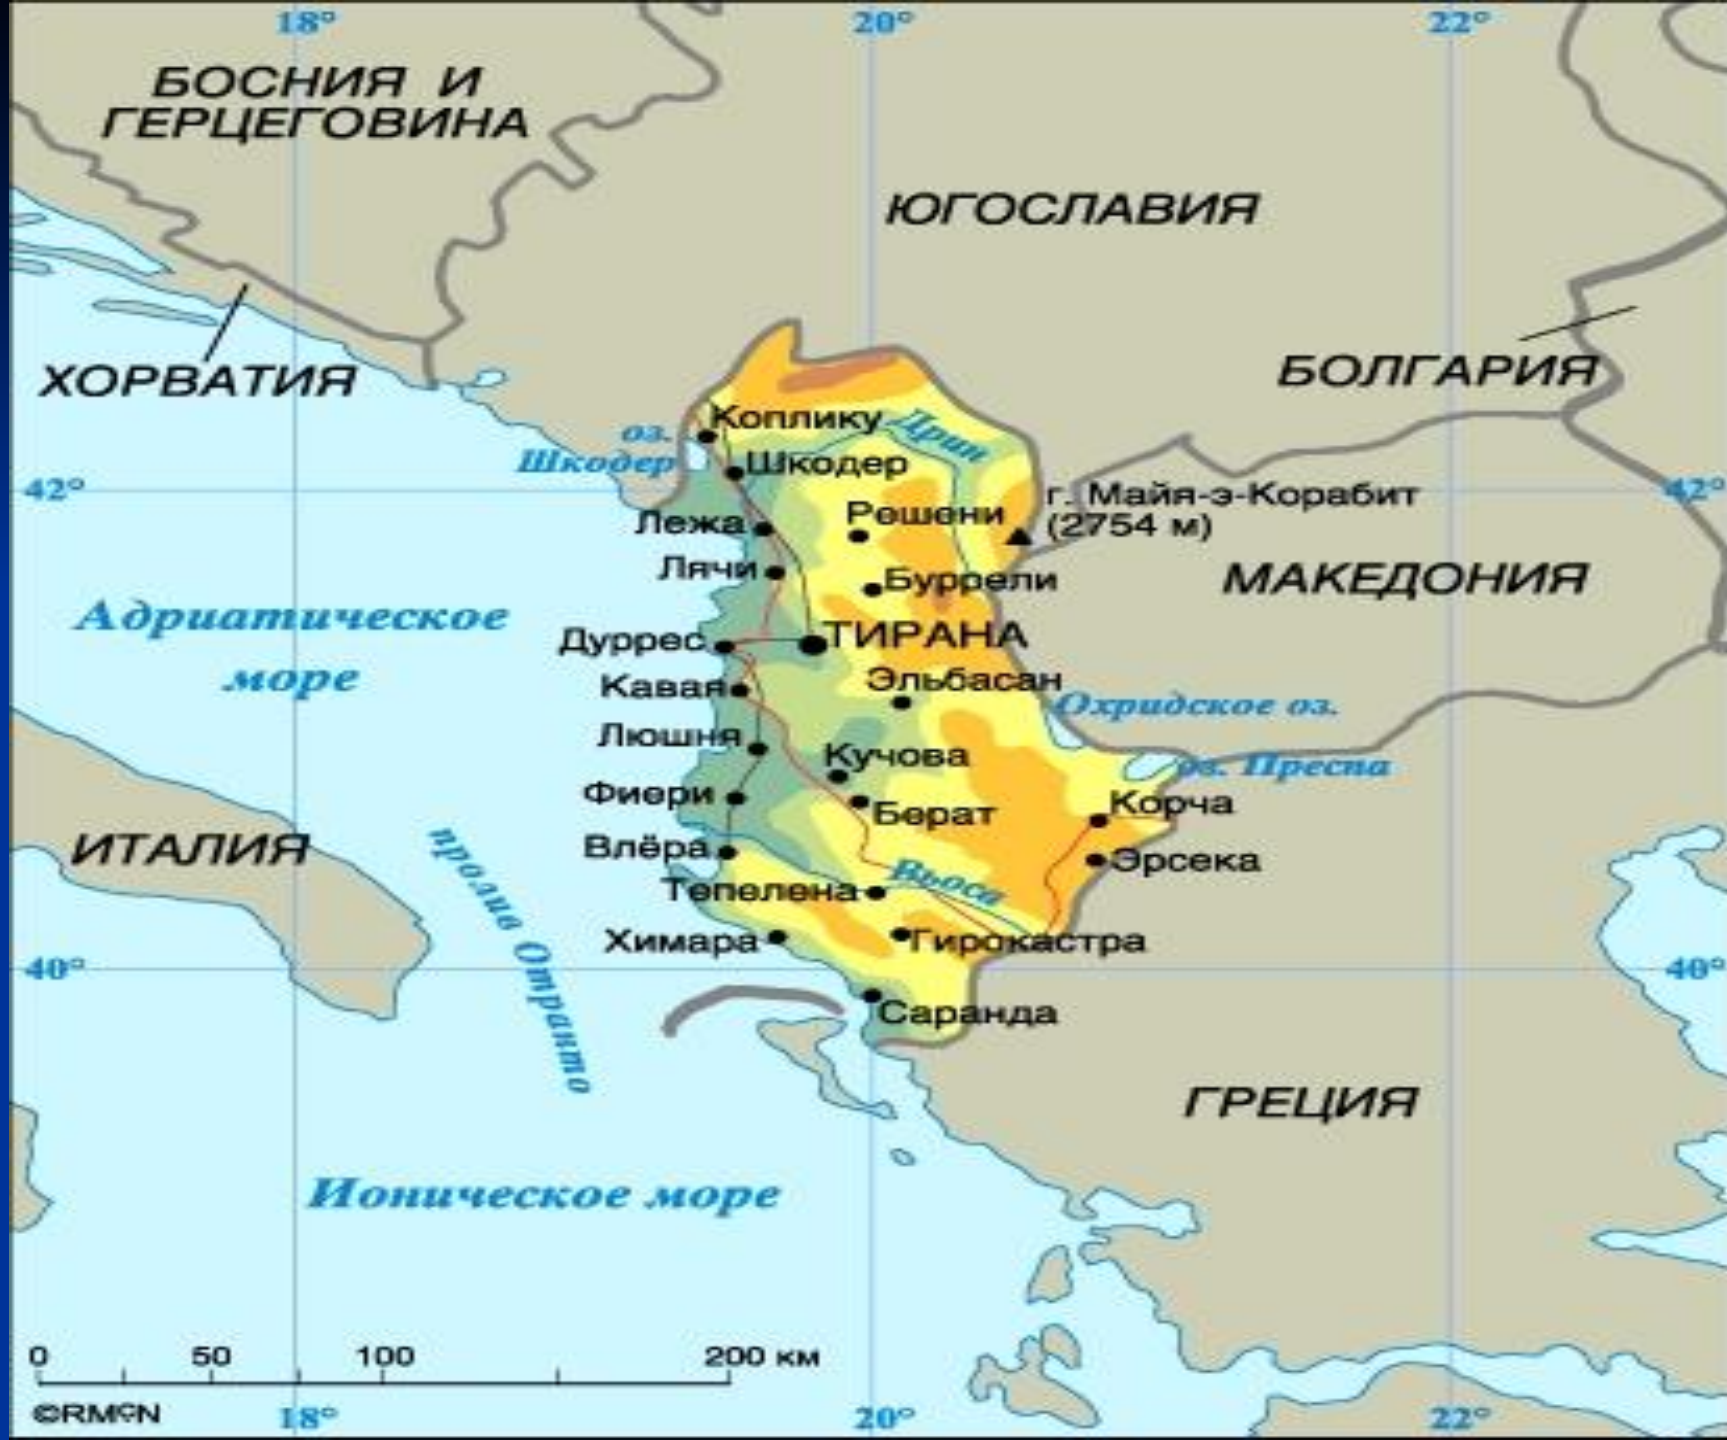 18° 20° 22°
БОСНИЯ И
ГЕРЦЕГОВИНА
ЮГОСЛАВИЯ
ХОРВАТИЯ
БОЛГАРИЯ
Коплику
Дрин
оз.
Шкодер
Шкодер
42° 42°
г. Майя-э-Корабит
(2754 м)
Лежа
Решени
Лячи
Буррели
МАКЕДОНИЯ
Адриатическое
море
Дуррес
ТИРАНА
Кавая
Эльбасан
Охридское оз.
Люшня
Кучова
оз. Преспа
Фиери
Берат
Корча
ИТАЛИЯ
Влёра
Эрсека
пролив Отранто
Тепелена
Вьоса
Химара
Гирокастра
40° 40°
Саранда
ГРЕЦИЯ
Ионическое море
0 50 100 200 км
©RMᶜN
18° 20° 22°